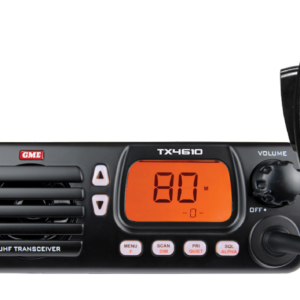 GME
TX4610
VOLUME
80
-0-
OFF
MENU
SCAN
PRI
SQL
UHF TRANSCEIVER